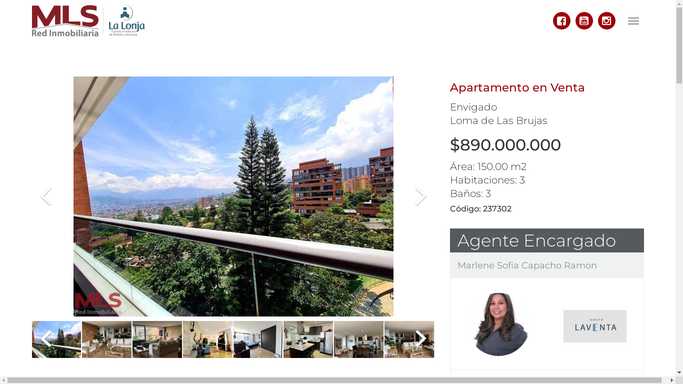 MLS
Red Inmobiliaria
La Lonja
Apartamento en Venta
Envigado
Loma de Las Brujas
$890.000.000
Área: 150.00 m2
Habitaciones: 3
Baños: 3
Código: 237302
MLS
Red Inmobiliaria
Agente Encargado
Marlene Sofia Capacho Ramon
LAVENTA